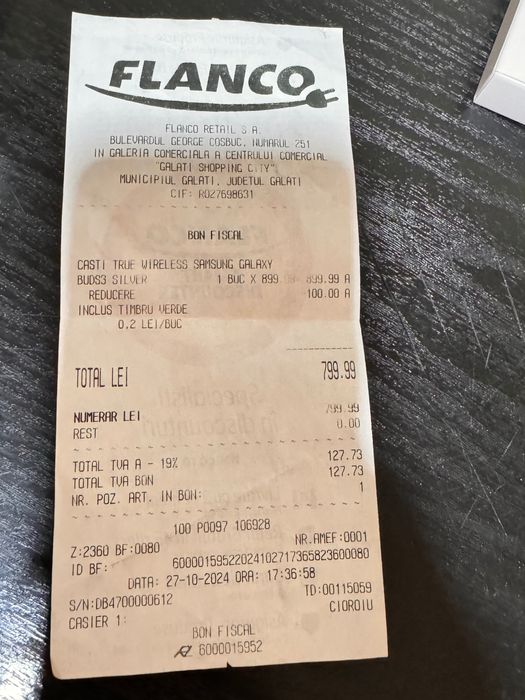 FLANCO
FLANCO RETAIL S.A.
BULEVARDUL GEORGE COSBUC, NUMARUL 251
IN GALERIA COMERCIALA A CENTRULUI COMERCIAL
"GALATI SHOPPING CITY"
MUNICIPIUL GALATI, JUDETUL GALATI
CIF: RO27698631
BON FISCAL
CASTI TRUE WIRELESS SAMSUNG GALAXY
BUDS3 SILVER 1 BUC X 899.99 899.99 A
REDUCERE -100.00 A
INCLUS TIMBRU VERDE
0,2 LEI/BUC
TOTAL LEI 799.99
NUMERAR LEI 799.99
REST 0.00
TOTAL TVA A - 19% 127.73
TOTAL TVA BON 127.73
NR. POZ. ART. IN BON: 1
100 P0097 106928
Z:2360 BF:0080 NR.AMEF:0001
ID BF: 60000159522024102717365823600080
DATA: 27-10-2024 ORA: 17:36:58
S/N:DB4700000612 TD:00115059
CASIER 1: CIOROIU
BON FISCAL
6000015952